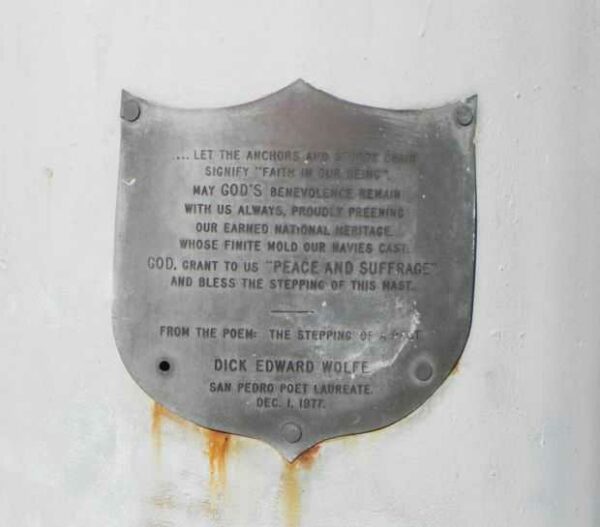 ... LET THE ANCHORS AND CHAIN
SIGNIFY "FAITH IN OUR BEING",
MAY GOD'S BENEVOLENCE REMAIN
WITH US ALWAYS, PROUDLY PREENING
OUR EARNED NATIONAL HERITAGE.
WHOSE FINITE MOLD OUR NAVIES CAST.
GOD, GRANT TO US "PEACE AND SUFFRAGE"
AND BLESS THE STEPPING OF THIS MAST.
FROM THE POEM: THE STEPPING OF A
DICK EDWARD WOLFE
SAN PEDRO POET LAUREATE.
DEC. 1, 1977.